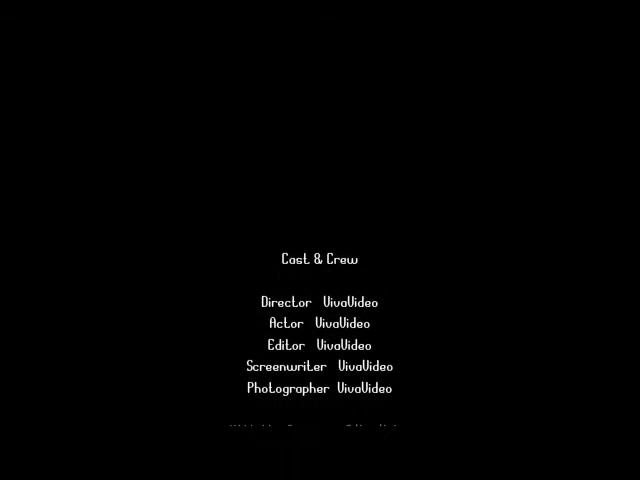 Cast & Crew
Director VivaVideo
Actor VivaVideo
Editor VivaVideo
Screenwriter VivaVideo
Photographer VivaVideo